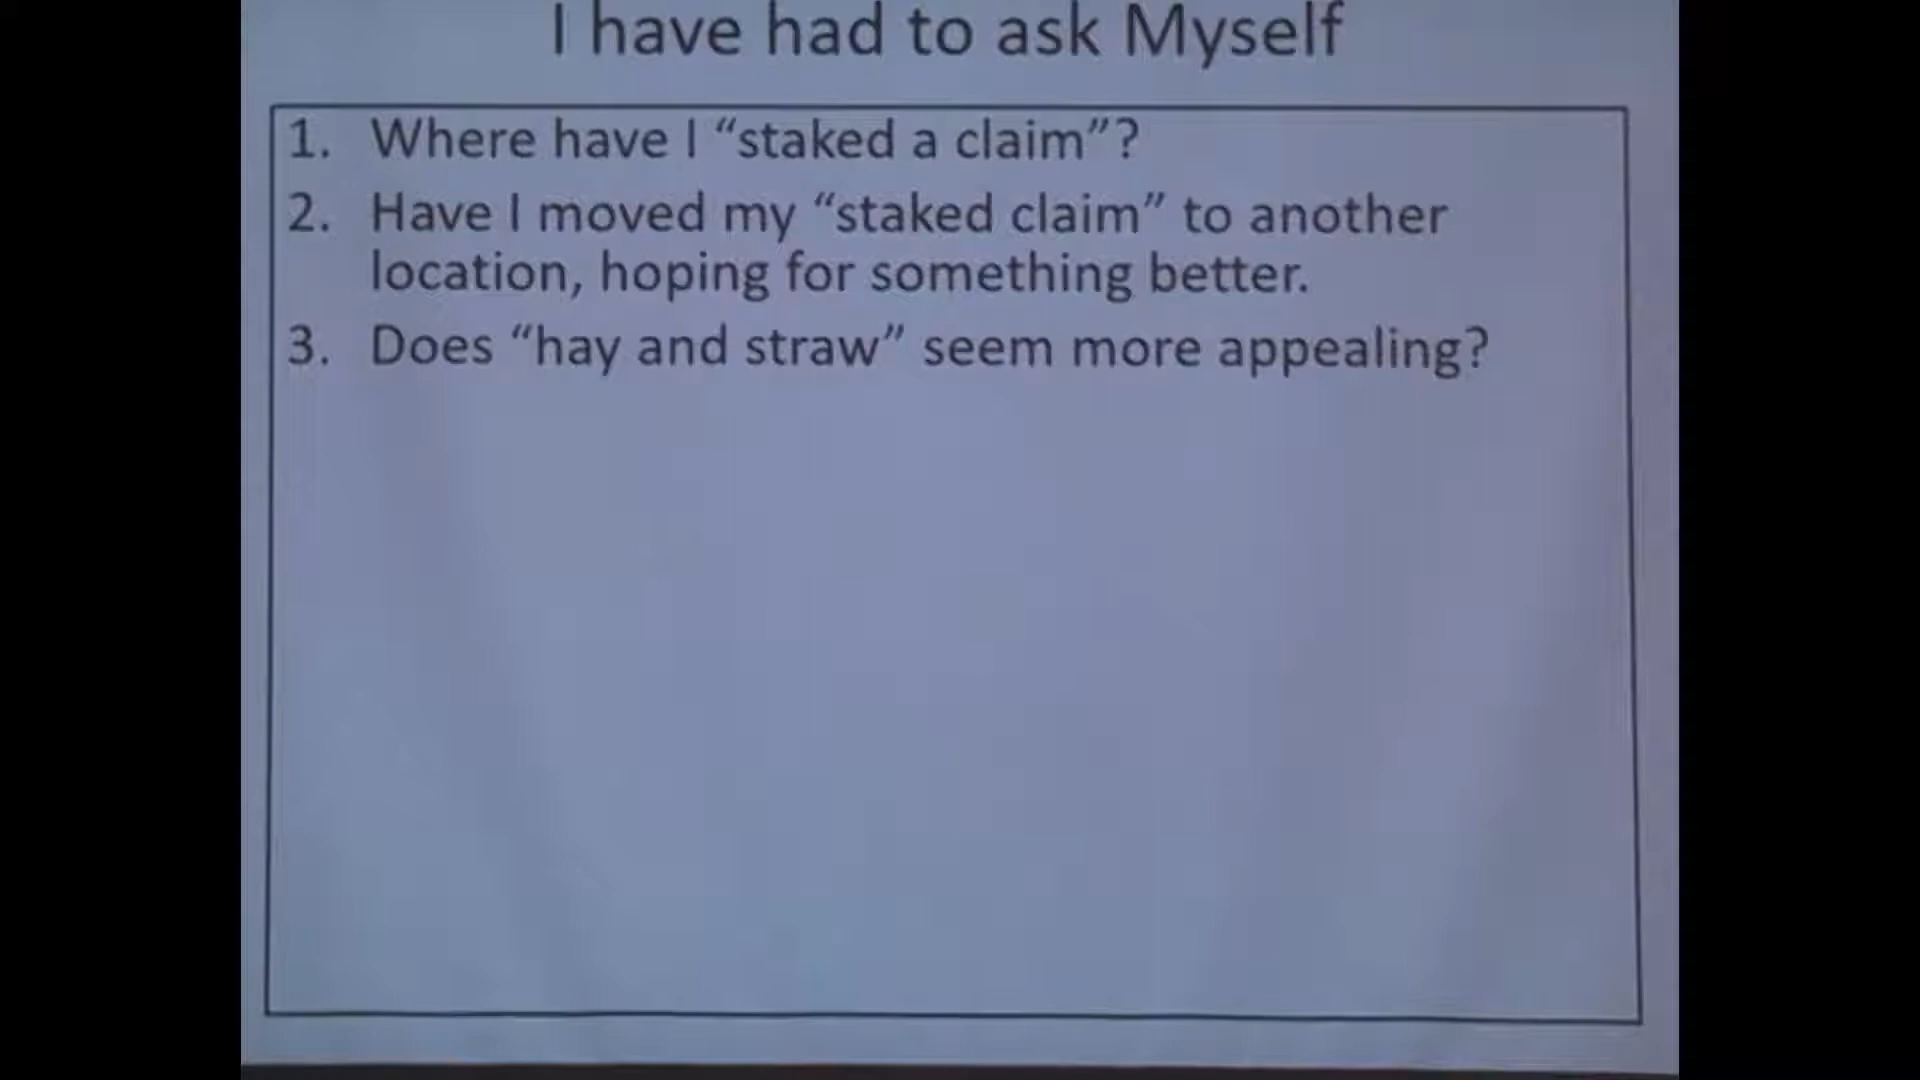 I have had to ask Myself
1. Where have I “staked a claim”?
2. Have I moved my “staked claim” to another
location, hoping for something better.
3. Does “hay and straw” seem more appealing?